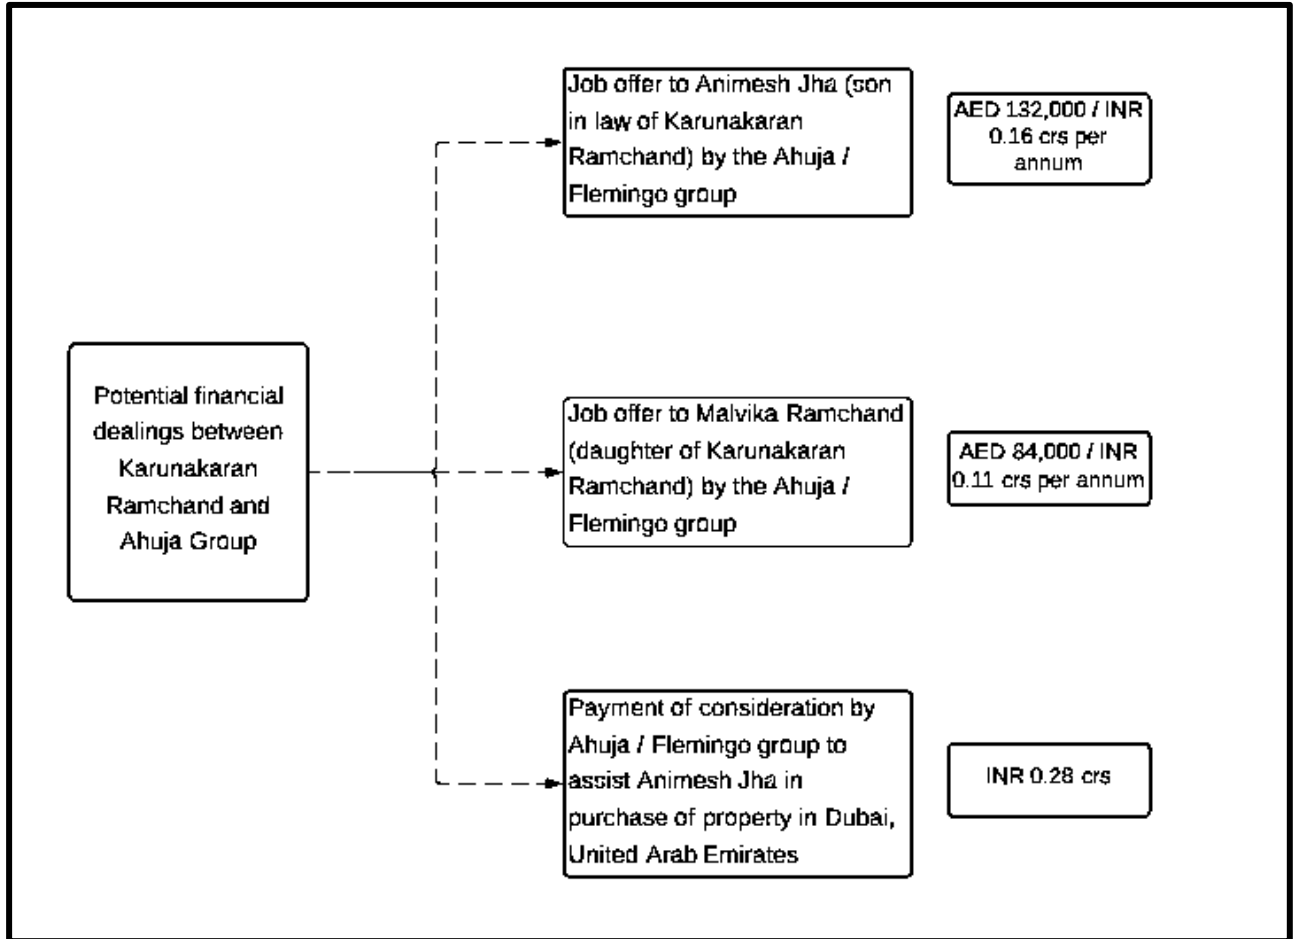 Potential financial
dealings between
Karunakaran
Ramchand and
Ahuja Group
Job offer to Animesh Jha (son
in law of Karunakaran
Ramchand) by the Ahuja /
Flemingo group
AED 132,000 / INR
0.16 crs per
annum
Job offer to Malvika Ramchand
(daughter of Karunakaran
Ramchand) by the Ahuja /
Flemingo group
AED 84,000 / INR
0.11 crs per annum
Payment of consideration by
Ahuja / Flemingo group to
assist Animesh Jha in
purchase of property in Dubai,
United Arab Emirates
INR 0.28 crs